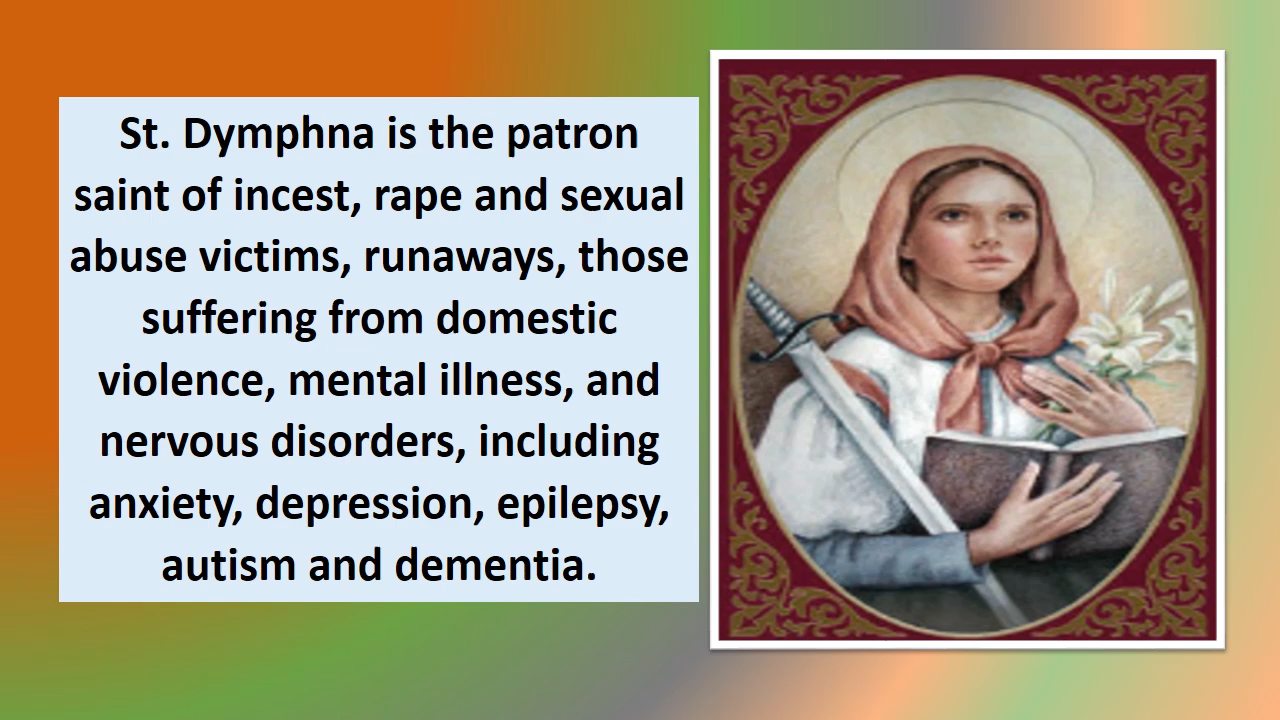 St. Dymphna is the patron
saint of incest, rape and sexual
abuse victims, runaways, those
suffering from domestic
violence, mental illness, and
nervous disorders, including
anxiety, depression, epilepsy,
autism and dementia.